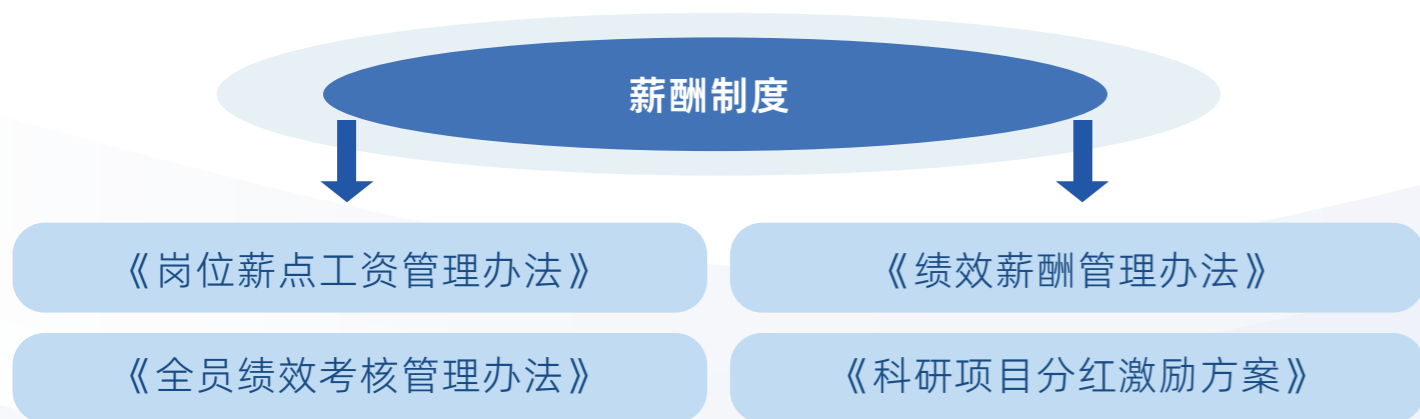 薪酬制度
《岗位薪点工资管理办法》
《绩效薪酬管理办法》
《全员绩效考核管理办法》
《科研项目分红激励方案》